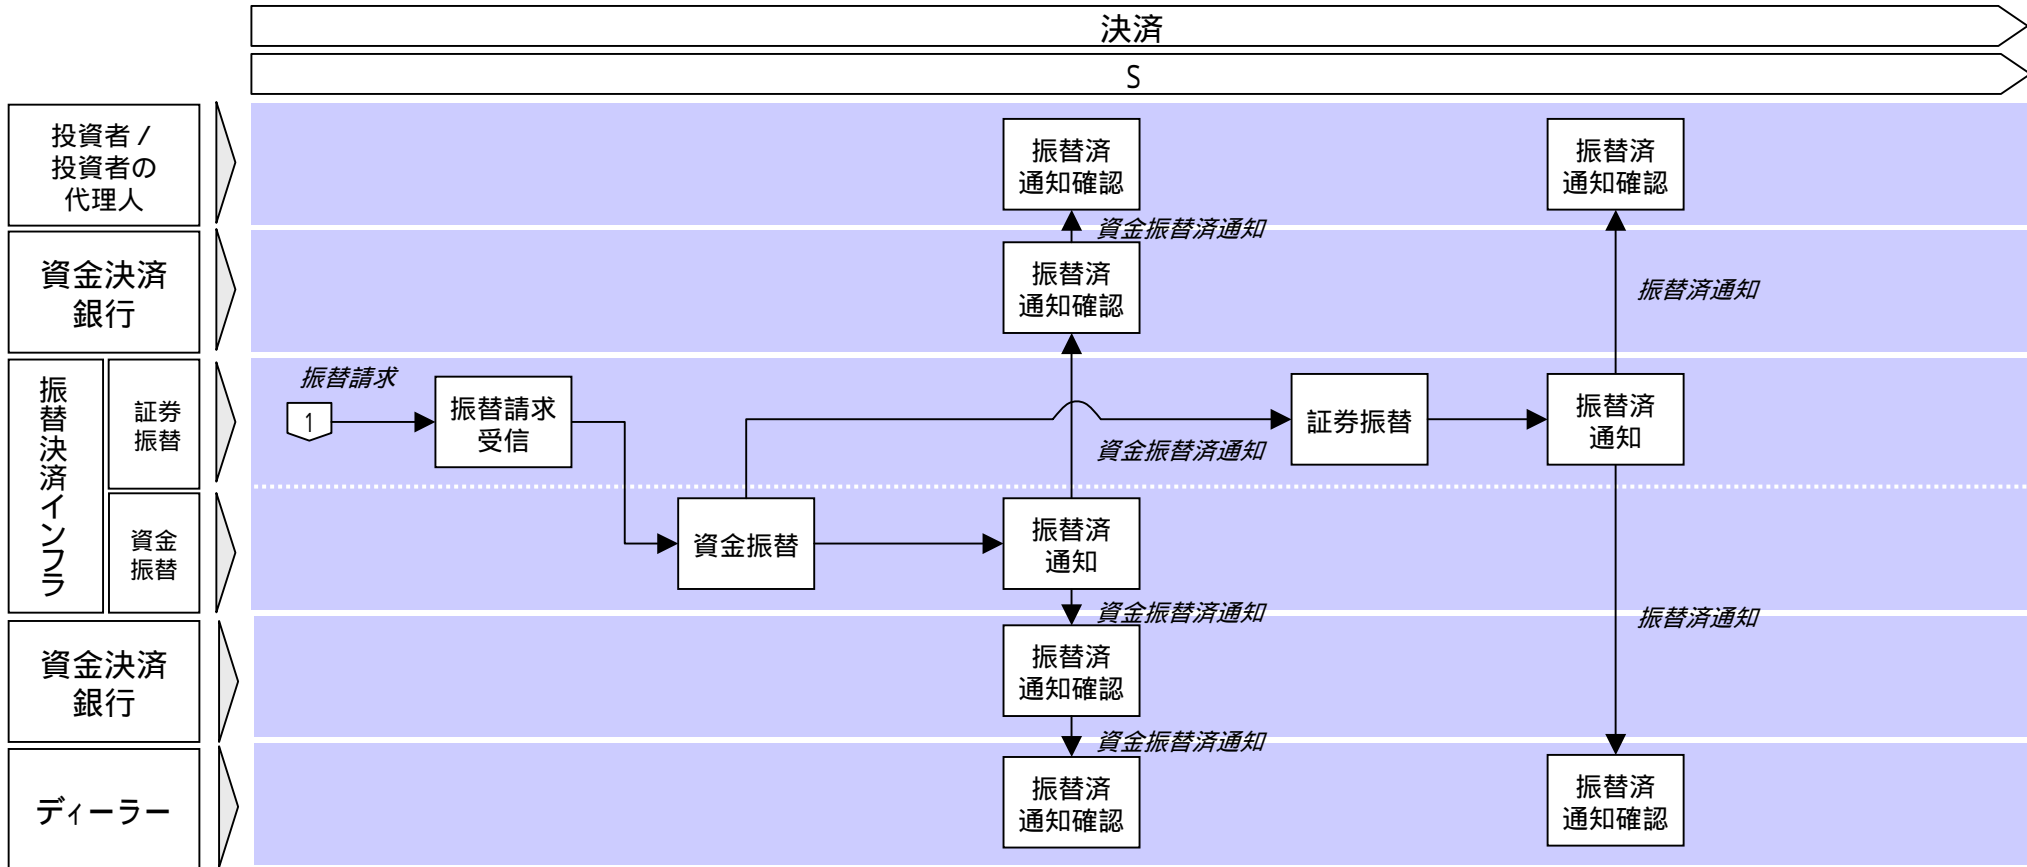 決済
S
投資者 /
投資者の
代理人
振替済
通知確認
振替済
通知確認
資金振替済通知
資金決済
銀行
振替済
通知確認
振替済通知
振替決済インフラ
証券
振替
振替請求
1
振替請求
受信
資金振替済通知
証券振替
振替済
通知
資金
振替
資金振替
振替済
通知
資金振替済通知
振替済通知
資金決済
銀行
振替済
通知確認
資金振替済通知
ディーラー
振替済
通知確認
振替済
通知確認